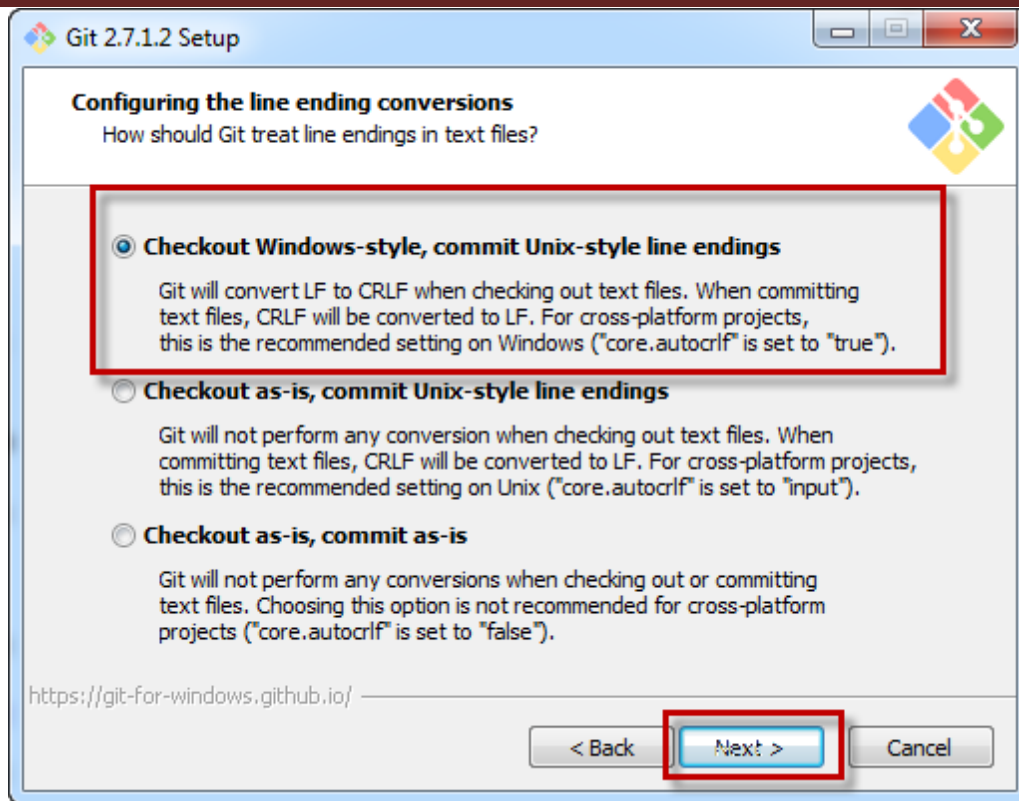 Git 2.7.1.2 Setup
Configuring the line ending conversions
How should Git treat line endings in text files?
Checkout Windows-style, commit Unix-style line endings
Git will convert LF to CRLF when checking out text files. When committing
text files, CRLF will be converted to LF. For cross-platform projects,
this is the recommended setting on Windows ("core.autocrlf" is set to "true").
Checkout as-is, commit Unix-style line endings
Git will not perform any conversion when checking out text files. When
committing text files, CRLF will be converted to LF. For cross-platform projects,
this is the recommended setting on Unix ("core.autocrlf" is set to "input").
Checkout as-is, commit as-is
Git will not perform any conversions when checking out or committing
text files. Choosing this option is not recommended for cross-platform
projects ("core.autocrlf" is set to "false").
https://git-for-windows.github.io/
< Back Next > Cancel